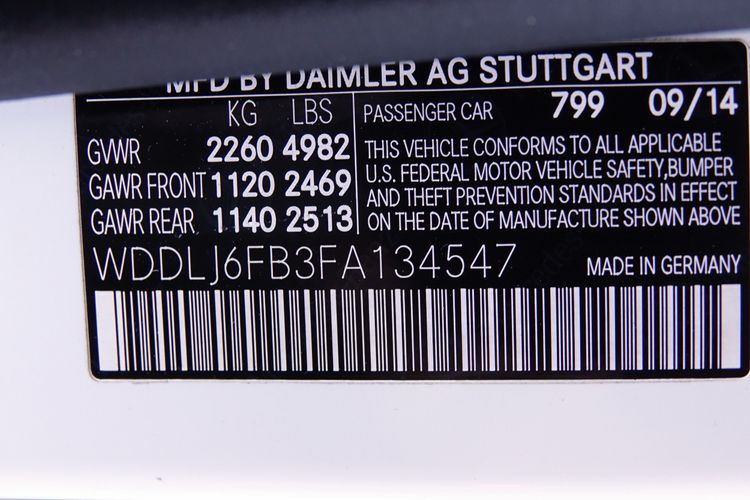 MFD BY DAIMLER AG STUTTGART
KG LBS
GVWR 2260 4982
GAWR FRONT 1120 2469
GAWR REAR 1140 2513
PASSENGER CAR 799 09/14
THIS VEHICLE CONFORMS TO ALL APPLICABLE
U.S. FEDERAL MOTOR VEHICLE SAFETY,BUMPER
AND THEFT PREVENTION STANDARDS IN EFFECT
ON THE DATE OF MANUFACTURE SHOWN ABOVE
WDDLJ6FB3FA134547
MADE IN GERMANY